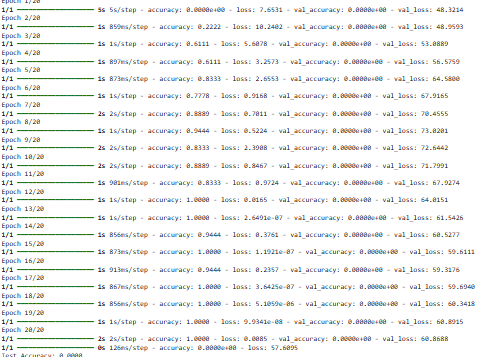 Epoch 1/20
1/1 ━━━━━━━━━━━━━━━━━━━━ 5s 5s/step - accuracy: 0.0000e+00 - loss: 7.6531 - val_accuracy: 0.0000e+00 - val_loss: 48.3214
Epoch 2/20
1/1 ━━━━━━━━━━━━━━━━━━━━ 1s 859ms/step - accuracy: 0.2222 - loss: 10.2402 - val_accuracy: 0.0000e+00 - val_loss: 48.9593
Epoch 3/20
1/1 ━━━━━━━━━━━━━━━━━━━━ 1s 1s/step - accuracy: 0.6111 - loss: 5.6078 - val_accuracy: 0.0000e+00 - val_loss: 53.0889
Epoch 4/20
1/1 ━━━━━━━━━━━━━━━━━━━━ 1s 897ms/step - accuracy: 0.6111 - loss: 3.2573 - val_accuracy: 0.0000e+00 - val_loss: 56.5759
Epoch 5/20
1/1 ━━━━━━━━━━━━━━━━━━━━ 1s 873ms/step - accuracy: 0.8333 - loss: 2.6553 - val_accuracy: 0.0000e+00 - val_loss: 64.5800
Epoch 6/20
1/1 ━━━━━━━━━━━━━━━━━━━━ 1s 1s/step - accuracy: 0.7778 - loss: 0.9168 - val_accuracy: 0.0000e+00 - val_loss: 67.9165
Epoch 7/20
1/1 ━━━━━━━━━━━━━━━━━━━━ 2s 2s/step - accuracy: 0.8889 - loss: 0.7011 - val_accuracy: 0.0000e+00 - val_loss: 70.4555
Epoch 8/20
1/1 ━━━━━━━━━━━━━━━━━━━━ 1s 1s/step - accuracy: 0.9444 - loss: 0.5224 - val_accuracy: 0.0000e+00 - val_loss: 73.0201
Epoch 9/20
1/1 ━━━━━━━━━━━━━━━━━━━━ 2s 2s/step - accuracy: 0.8333 - loss: 2.3908 - val_accuracy: 0.0000e+00 - val_loss: 72.6442
Epoch 10/20
1/1 ━━━━━━━━━━━━━━━━━━━━ 2s 2s/step - accuracy: 0.8889 - loss: 0.8467 - val_accuracy: 0.0000e+00 - val_loss: 71.7991
Epoch 11/20
1/1 ━━━━━━━━━━━━━━━━━━━━ 1s 901ms/step - accuracy: 0.8333 - loss: 0.9724 - val_accuracy: 0.0000e+00 - val_loss: 67.9274
Epoch 12/20
1/1 ━━━━━━━━━━━━━━━━━━━━ 1s 1s/step - accuracy: 1.0000 - loss: 0.0165 - val_accuracy: 0.0000e+00 - val_loss: 64.0151
Epoch 13/20
1/1 ━━━━━━━━━━━━━━━━━━━━ 1s 1s/step - accuracy: 1.0000 - loss: 2.6491e-07 - val_accuracy: 0.0000e+00 - val_loss: 61.5426
Epoch 14/20
1/1 ━━━━━━━━━━━━━━━━━━━━ 1s 856ms/step - accuracy: 0.9444 - loss: 0.3761 - val_accuracy: 0.0000e+00 - val_loss: 60.5277
Epoch 15/20
1/1 ━━━━━━━━━━━━━━━━━━━━ 1s 873ms/step - accuracy: 1.0000 - loss: 1.1921e-07 - val_accuracy: 0.0000e+00 - val_loss: 59.6111
Epoch 16/20
1/1 ━━━━━━━━━━━━━━━━━━━━ 1s 913ms/step - accuracy: 0.9444 - loss: 0.2357 - val_accuracy: 0.0000e+00 - val_loss: 59.3176
Epoch 17/20
1/1 ━━━━━━━━━━━━━━━━━━━━ 1s 867ms/step - accuracy: 1.0000 - loss: 3.6425e-07 - val_accuracy: 0.0000e+00 - val_loss: 59.6940
Epoch 18/20
1/1 ━━━━━━━━━━━━━━━━━━━━ 1s 856ms/step - accuracy: 1.0000 - loss: 5.1059e-06 - val_accuracy: 0.0000e+00 - val_loss: 60.3418
Epoch 19/20
1/1 ━━━━━━━━━━━━━━━━━━━━ 1s 1s/step - accuracy: 1.0000 - loss: 9.9341e-08 - val_accuracy: 0.0000e+00 - val_loss: 60.8915
Epoch 20/20
1/1 ━━━━━━━━━━━━━━━━━━━━ 2s 2s/step - accuracy: 1.0000 - loss: 0.0085 - val_accuracy: 0.0000e+00 - val_loss: 60.8688
1/1 ━━━━━━━━━━━━━━━━━━━━ 0s 126ms/step - accuracy: 0.0000e+00 - loss: 57.6095
Test Accuracy: 0.0000